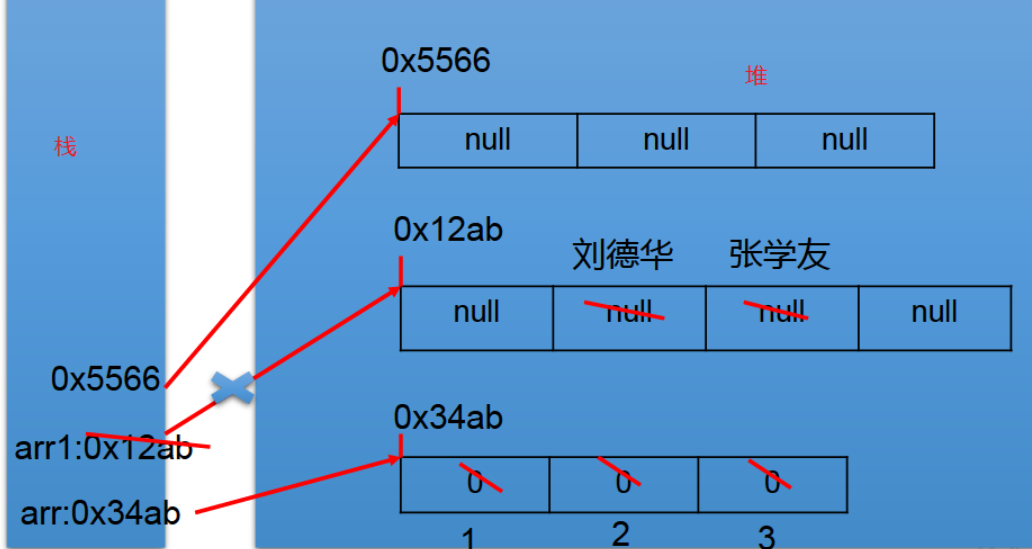 0x5566
堆
栈
null null null
0x12ab
刘德华 张学友
null null null null
0x5566
0x34ab
arr1:0x12ab
0 0 0
arr:0x34ab
1 2 3